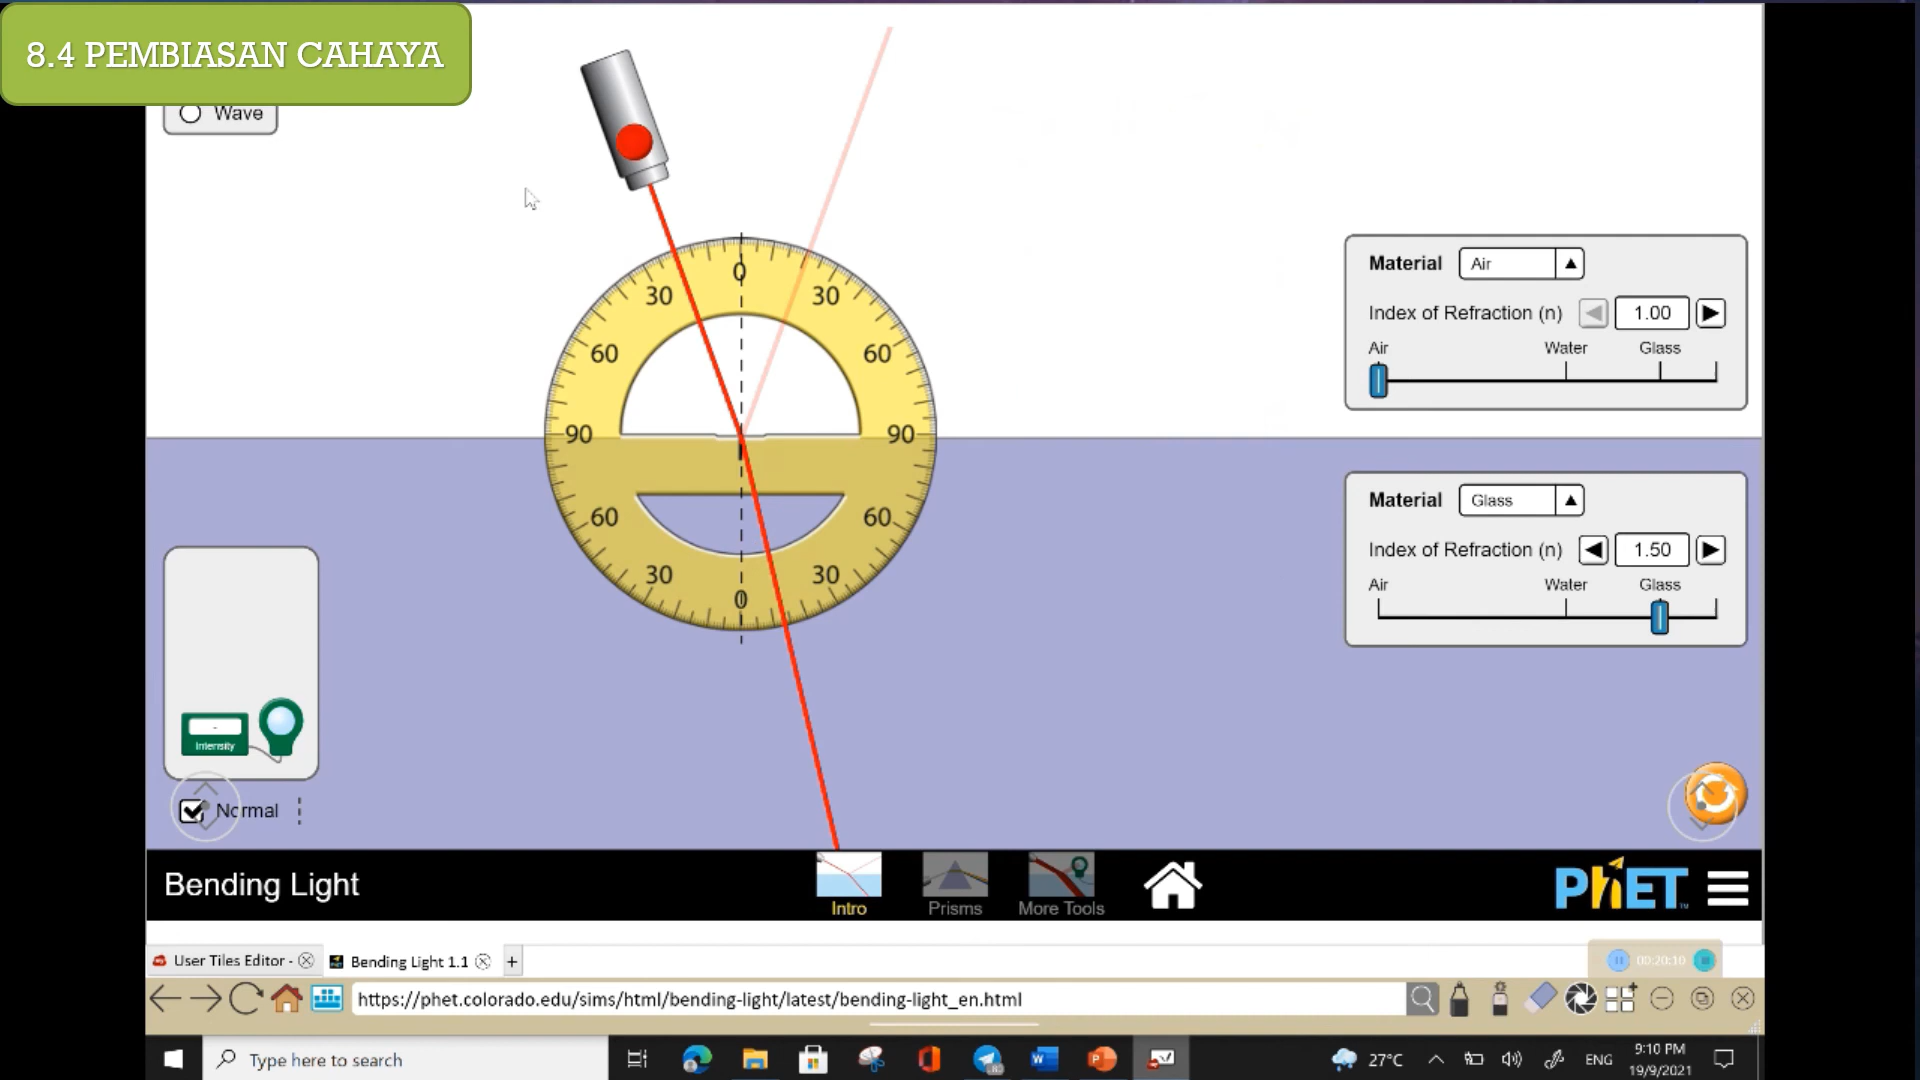 8.4 PEMBIASAN CAHAYA
Wave
0
30 30
60 60
90 90
60 60
30 30
0
Material Air
Index of Refraction (n) 1.00
Air Water Glass
Material Glass
Index of Refraction (n) 1.50
Air Water Glass
-
Intensity
Normal
Bending Light
Intro
Prisms
More Tools
PhET
User Tiles Editor -
Bending Light 1.1
+
00:20:10
https://phet.colorado.edu/sims/html/bending-light/latest/bending-light_en.html
Type here to search
27°C
ENG
9:10 PM
19/9/2021